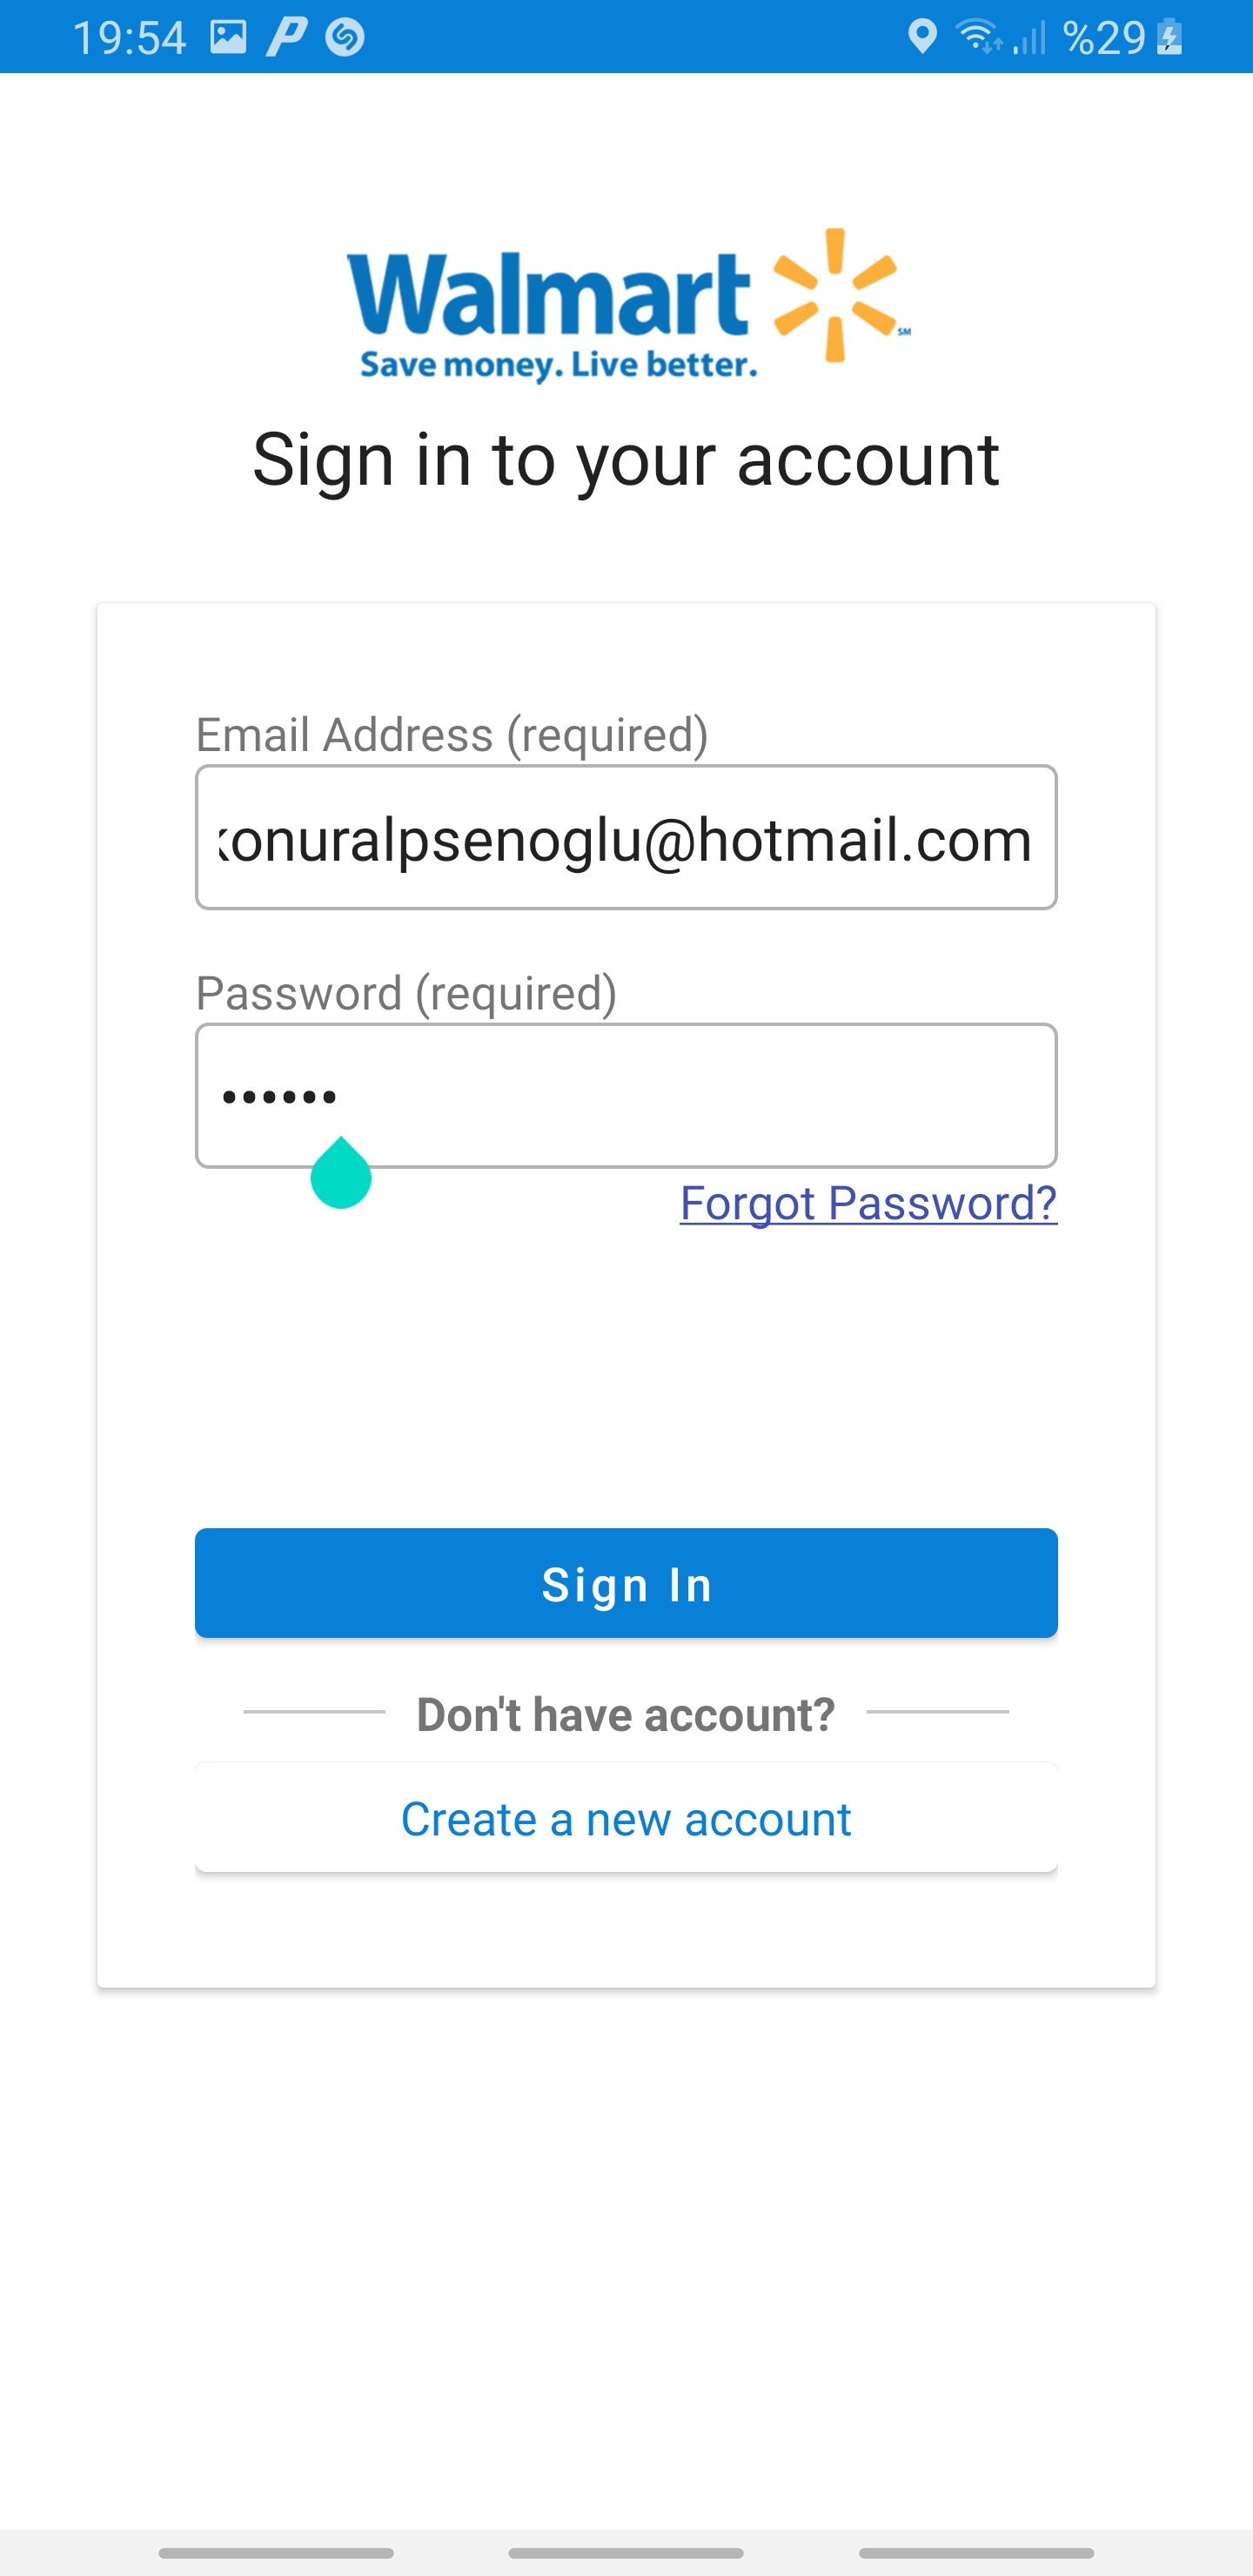 19:54 %29
Walmart
SM
Save money. Live better.
Sign in to your account
Email Address (required)
konuralpsenoglu@hotmail.com
Password (required)
••••••
Forgot Password?
Sign In
Don't have account?
Create a new account